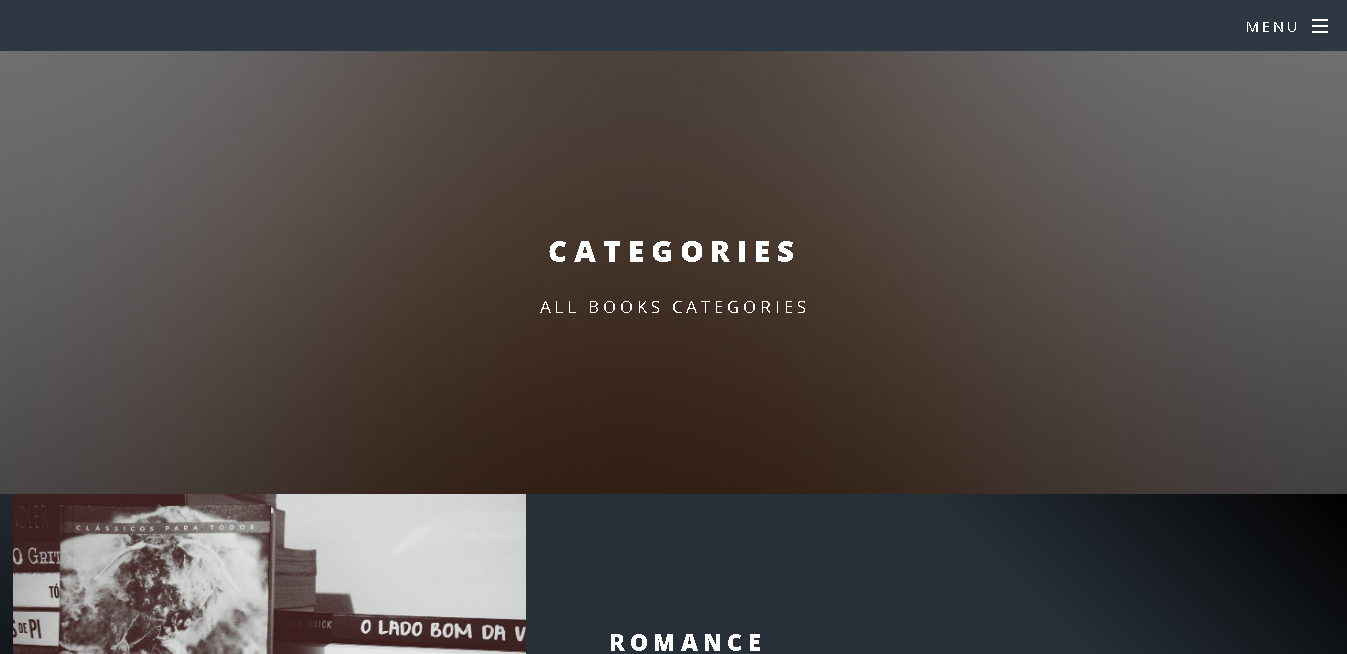 MENU
CATEGORIES
ALL BOOKS CATEGORIES
CLÁSSICOS PARA TODOS
O GRIT
TÓ
S DE PI
QUICK
O LADO BOM DA V
ROMANCE